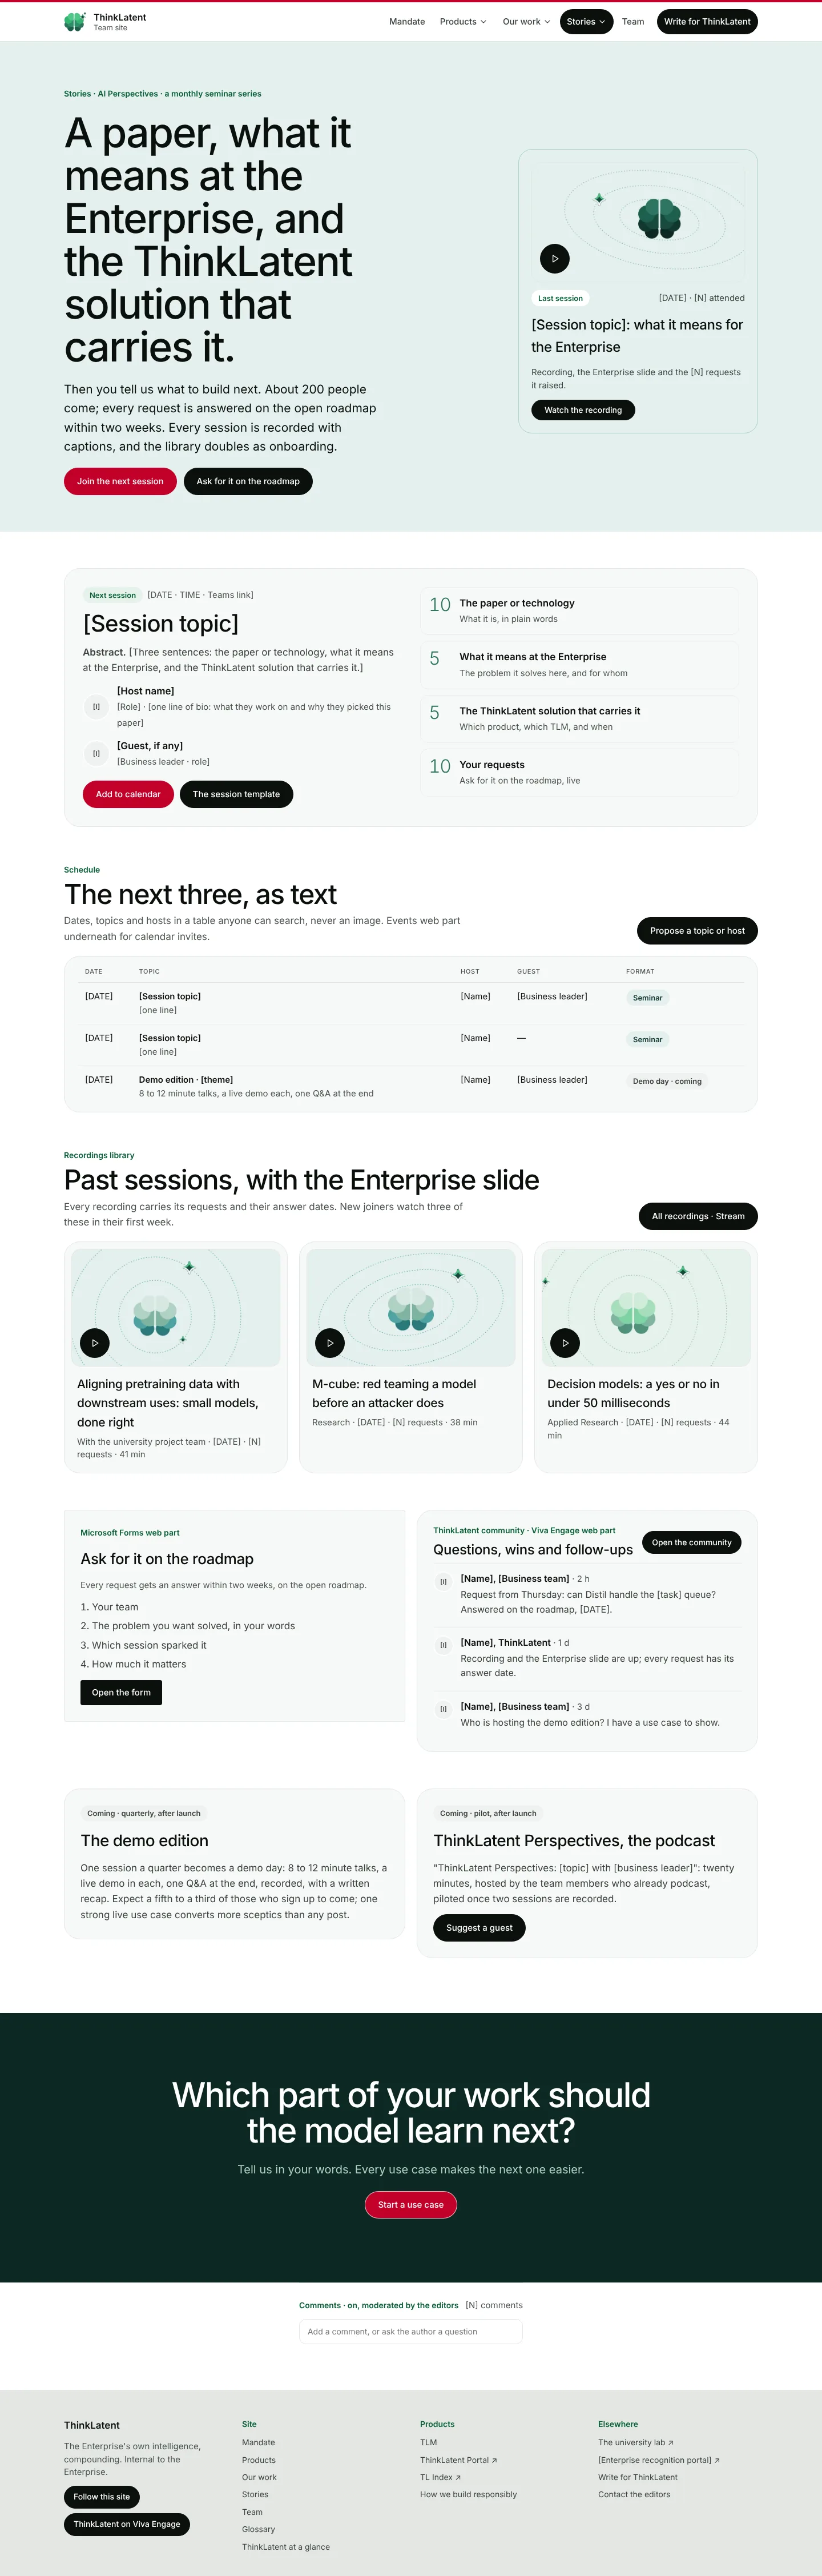 ThinkLatent
Team site
Mandate
Products
Our work
Stories
Team
Write for ThinkLatent
Stories · AI Perspectives · a monthly seminar series
A paper, what it
means at the
Enterprise, and
the ThinkLatent
solution that
carries it.
Then you tell us what to build next. About 200 people
come; every request is answered on the open roadmap
within two weeks. Every session is recorded with
captions, and the library doubles as onboarding.
Join the next session
Ask for it on the roadmap
Last session
[DATE] · [N] attended
[Session topic]: what it means for
the Enterprise
Recording, the Enterprise slide and the [N] requests
it raised.
Watch the recording
Next session
[DATE · TIME · Teams link]
[Session topic]
Abstract. [Three sentences: the paper or technology, what it means
at the Enterprise, and the ThinkLatent solution that carries it.]
[I]
[Host name]
[Role] · [one line of bio: what they work on and why they picked this
paper]
[I]
[Guest, if any]
[Business leader · role]
Add to calendar
The session template
10
The paper or technology
What it is, in plain words
5
What it means at the Enterprise
The problem it solves here, and for whom
5
The ThinkLatent solution that carries it
Which product, which TLM, and when
10
Your requests
Ask for it on the roadmap, live
Schedule
The next three, as text
Dates, topics and hosts in a table anyone can search, never an image. Events web part
underneath for calendar invites.
Propose a topic or host
DATE TOPIC HOST GUEST FORMAT
[DATE] [Session topic] [Name] [Business leader] Seminar
[one line]
[DATE] [Session topic] [Name] — Seminar
[one line]
[DATE] Demo edition · [theme] [Name] [Business leader] Demo day · coming
8 to 12 minute talks, a live demo each, one Q&A at the end
Recordings library
Past sessions, with the Enterprise slide
Every recording carries its requests and their answer dates. New joiners watch three of
these in their first week.
All recordings · Stream
Aligning pretraining data with
downstream uses: small models,
done right
With the university project team · [DATE] · [N]
requests · 41 min
M-cube: red teaming a model
before an attacker does
Research · [DATE] · [N] requests · 38 min
Decision models: a yes or no in
under 50 milliseconds
Applied Research · [DATE] · [N] requests · 44
min
Microsoft Forms web part
Ask for it on the roadmap
Every request gets an answer within two weeks, on the open roadmap.
1. Your team
2. The problem you want solved, in your words
3. Which session sparked it
4. How much it matters
Open the form
ThinkLatent community · Viva Engage web part
Questions, wins and follow-ups
Open the community
[I]
[Name], [Business team] · 2 h
Request from Thursday: can Distil handle the [task] queue?
Answered on the roadmap, [DATE].
[I]
[Name], ThinkLatent · 1 d
Recording and the Enterprise slide are up; every request has its
answer date.
[I]
[Name], [Business team] · 3 d
Who is hosting the demo edition? I have a use case to show.
Coming · quarterly, after launch
The demo edition
One session a quarter becomes a demo day: 8 to 12 minute talks, a
live demo in each, one Q&A at the end, recorded, with a written
recap. Expect a fifth to a third of those who sign up to come; one
strong live use case converts more sceptics than any post.
Coming · pilot, after launch
ThinkLatent Perspectives, the podcast
"ThinkLatent Perspectives: [topic] with [business leader]": twenty
minutes, hosted by the team members who already podcast,
piloted once two sessions are recorded.
Suggest a guest
Which part of your work should
the model learn next?
Tell us in your words. Every use case makes the next one easier.
Start a use case
Comments · on, moderated by the editors
[N] comments
Add a comment, or ask the author a question
ThinkLatent
The Enterprise's own intelligence,
compounding. Internal to the
Enterprise.
Follow this site
ThinkLatent on Viva Engage
Site
Mandate
Products
Our work
Stories
Team
Glossary
ThinkLatent at a glance
Products
TLM
ThinkLatent Portal ↗
TL Index ↗
How we build responsibly
Elsewhere
The university lab ↗
[Enterprise recognition portal] ↗
Write for ThinkLatent
Contact the editors